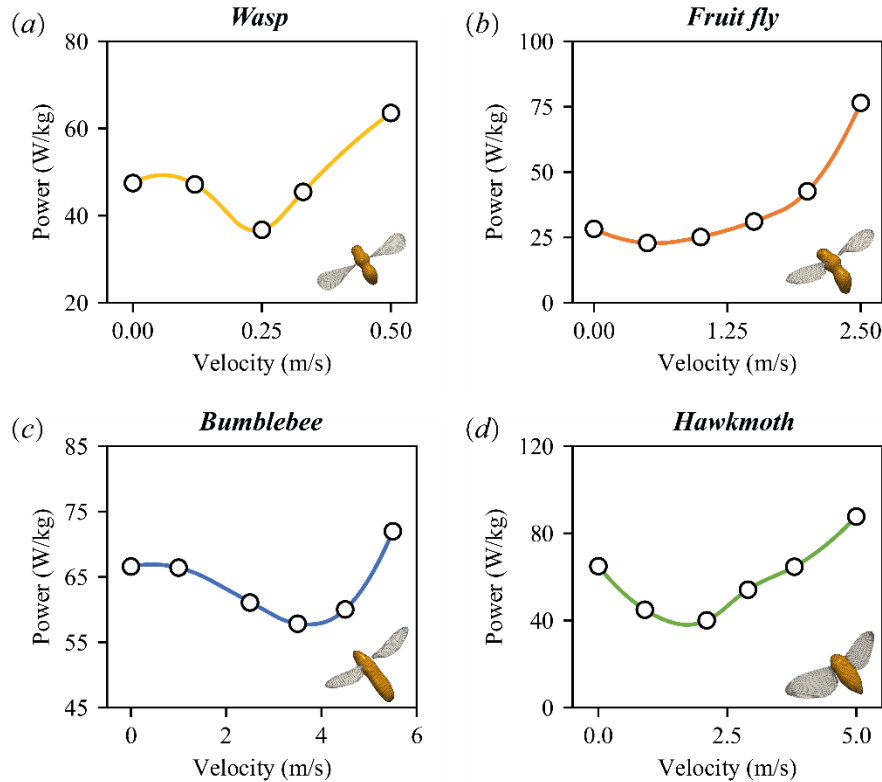 (a) Wasp
80
60
40
20
Power (W/kg)
0.00 0.25 0.50
Velocity (m/s)
(b) Fruit fly
100
75
50
25
0
Power (W/kg)
0.00 1.25 2.50
Velocity (m/s)
(c) Bumblebee
85
75
65
55
45
Power (W/kg)
0 2 4 6
Velocity (m/s)
(d) Hawkmoth
120
80
40
0
Power (W/kg)
0.0 2.5 5.0
Velocity (m/s)